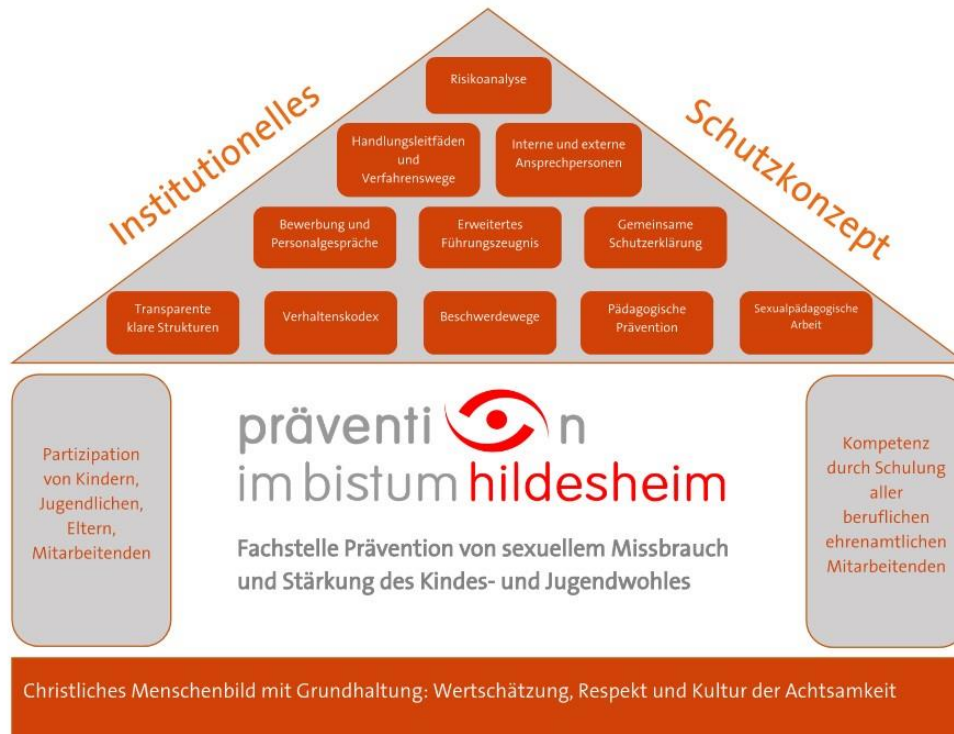 Institutionelles
Schutzkonzept
Risikoanalyse
Handlungsleitfäden
und
Verfahrenswege
Interne und externe
Ansprechpersonen
Bewerbung und
Personalgespräche
Erweitertes
Führungszeugnis
Gemeinsame
Schutzerklärung
Transparente
klare Strukturen
Verhaltenskodex
Beschwerdewege
Pädagogische
Prävention
Sexualpädagogische
Arbeit
Partizipation
von Kindern,
Jugendlichen,
Eltern,
Mitarbeitenden
prävention
im bistum hildesheim
Fachstelle Prävention von sexuellem Missbrauch
und Stärkung des Kindes- und Jugendwohles
Kompetenz
durch Schulung
aller
beruflichen
ehrenamtlichen
Mitarbeitenden
Christliches Menschenbild mit Grundhaltung: Wertschätzung, Respekt und Kultur der Achtsamkeit